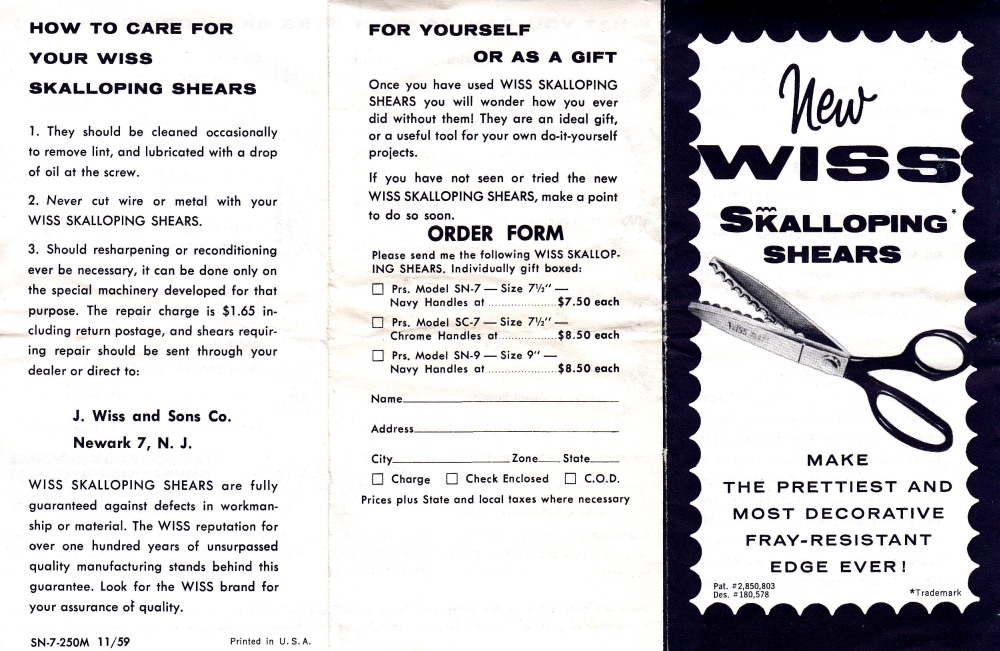 HOW TO CARE FOR
YOUR WISS
SKALLOPING SHEARS
1. They should be cleaned occasionally
to remove lint, and lubricated with a drop
of oil at the screw.
2. Never cut wire or metal with your
WISS SKALLOPING SHEARS.
3. Should resharpening or reconditioning
ever be necessary, it can be done only on
the special machinery developed for that
purpose. The repair charge is $1.65 in-
cluding return postage, and shears requir-
ing repair should be sent through your
dealer or direct to:
J. Wiss and Sons Co.
Newark 7, N. J.
WISS SKALLOPING SHEARS are fully
guaranteed against defects in workman-
ship or material. The WISS reputation for
over one hundred years of unsurpassed
quality manufacturing stands behind this
guarantee. Look for the WISS brand for
your assurance of quality.
SN-7-250M 11/59
Printed in U.S.A.
FOR YOURSELF
OR AS A GIFT
Once you have used WISS SKALLOPING
SHEARS you will wonder how you ever
did without them! They are an ideal gift,
or a useful tool for your own do-it-yourself
projects.
If you have not seen or tried the new
WISS SKALLOPING SHEARS, make a point
to do so soon.
ORDER FORM
Please send me the following WISS SKALLOP-
ING SHEARS. Individually gift boxed:
☐ Prs. Model SN-7 — Size 7½" —
Navy Handles at ....................$7.50 each
☐ Prs. Model SC-7 — Size 7½" —
Chrome Handles at ................$8.50 each
☐ Prs. Model SN-9 — Size 9" —
Navy Handles at ....................$8.50 each
Name____________________
Address____________________
City____________________Zone____State____
☐ Charge ☐ Check Enclosed ☐ C.O.D.
Prices plus State and local taxes where necessary
New
WISS
SKALLOPING*
SHEARS
WISS
MAKE
THE PRETTIEST AND
MOST DECORATIVE
FRAY-RESISTANT
EDGE EVER!
Pat. #2,850,803
Des. #180,578
*Trademark